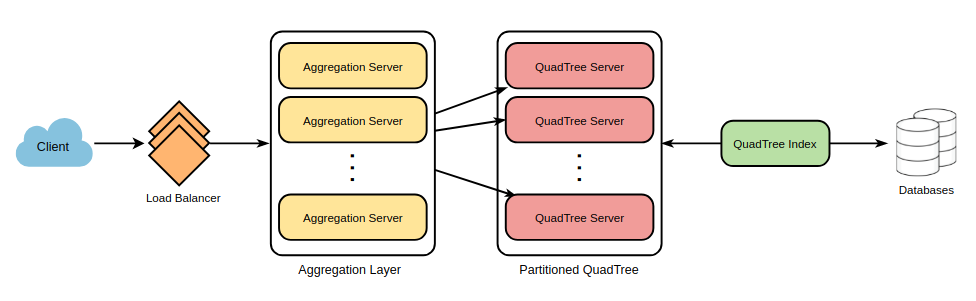 Client
Load Balancer
Aggregation Server
Aggregation Server
Aggregation Server
Aggregation Layer
QuadTree Server
QuadTree Server
QuadTree Server
Partitioned QuadTree
QuadTree Index
Databases